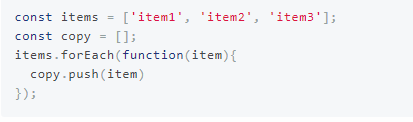 const items = ['item1', 'item2', 'item3'];
const copy = [];
items.forEach(function(item){
  copy.push(item)
});